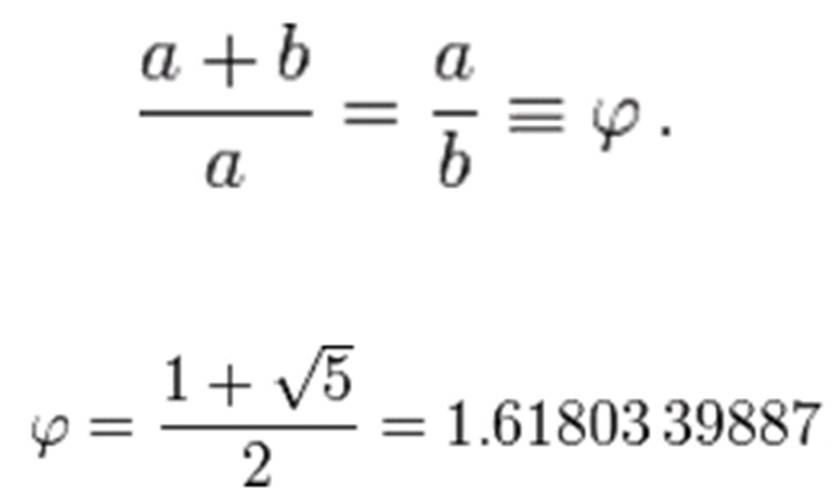 (a + b)/a = a/b ≡ φ .
φ = (1 + √5)/2 = 1.61803 39887